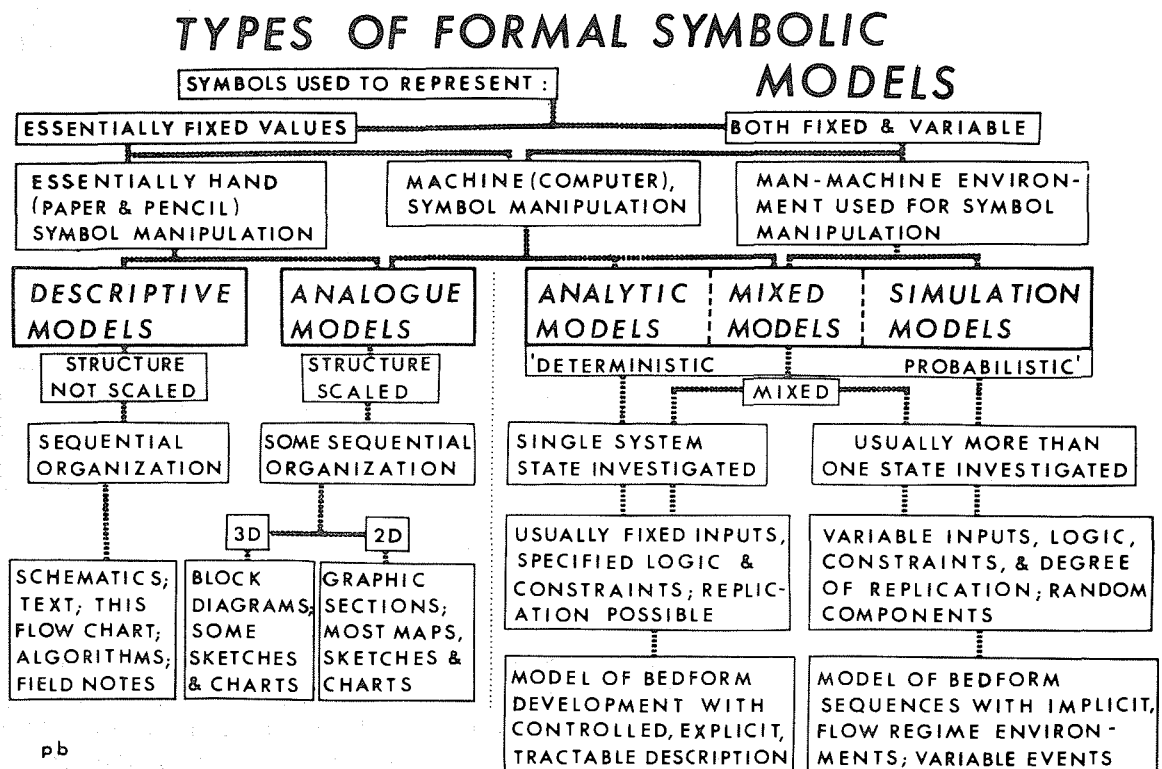 TYPES OF FORMAL SYMBOLIC
MODELS
SYMBOLS USED TO REPRESENT :
ESSENTIALLY FIXED VALUES
BOTH FIXED & VARIABLE
ESSENTIALLY HAND
(PAPER & PENCIL)
SYMBOL MANIPULATION
MACHINE (COMPUTER),
SYMBOL MANIPULATION
MAN-MACHINE ENVIRON-
MENT USED FOR SYMBOL
MANIPULATION
DESCRIPTIVE
MODELS
ANALOGUE
MODELS
ANALYTIC
MODELS
MIXED
MODELS
SIMULATION
MODELS
STRUCTURE
NOT SCALED
STRUCTURE
SCALED
'DETERMINISTIC
PROBABILISTIC'
MIXED
SEQUENTIAL
ORGANIZATION
SOME SEQUENTIAL
ORGANIZATION
SINGLE SYSTEM
STATE INVESTIGATED
USUALLY MORE THAN
ONE STATE INVESTIGATED
3D
2D
SCHEMATICS;
TEXT; THIS
FLOW CHART;
ALGORITHMS;
FIELD NOTES
BLOCK
DIAGRAMS;
SOME
SKETCHES
& CHARTS
GRAPHIC
SECTIONS;
MOST MAPS,
SKETCHES &
CHARTS
USUALLY FIXED INPUTS,
SPECIFIED LOGIC &
CONSTRAINTS; REPLIC-
ATION POSSIBLE
VARIABLE INPUTS, LOGIC,
CONSTRAINTS, & DEGREE
OF REPLICATION; RANDOM
COMPONENTS
MODEL OF BEDFORM
DEVELOPMENT WITH
CONTROLLED, EXPLICIT,
TRACTABLE DESCRIPTION
MODEL OF BEDFORM
SEQUENCES WITH IMPLICIT,
FLOW REGIME ENVIRON-
MENTS; VARIABLE EVENTS
pb